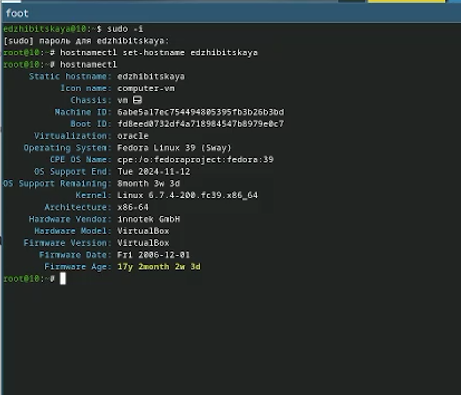 foot
edzhibitskaya@10:~$ sudo -i
[sudo] пароль для edzhibitskaya:
root@10:~# hostnamectl set-hostname edzhibitskaya
root@10:~# hostnamectl
Static hostname: edzhibitskaya
Icon name: computer-vm
Chassis: vm
Machine ID: 6abe5a17ec754494805395fb3b26b3bd
Boot ID: fd8eed0732df4a718984547b8979e0c7
Virtualization: oracle
Operating System: Fedora Linux 39 (Sway)
CPE OS Name: cpe:/o:fedoraproject:fedora:39
OS Support End: Tue 2024-11-12
OS Support Remaining: 8month 3w 3d
Kernel: Linux 6.7.4-200.fc39.x86_64
Architecture: x86-64
Hardware Vendor: innotek GmbH
Hardware Model: VirtualBox
Firmware Version: VirtualBox
Firmware Date: Fri 2006-12-01
Firmware Age: 17y 2month 2w 3d
root@10:~#